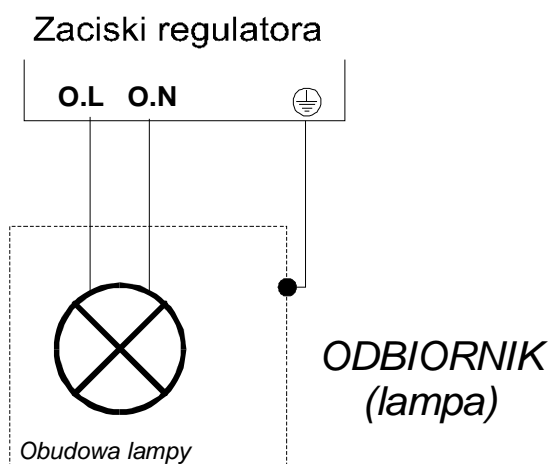 Zaciski regulatora
O.L O.N
ODBIORNIK
(lampa)
Obudowa lampy